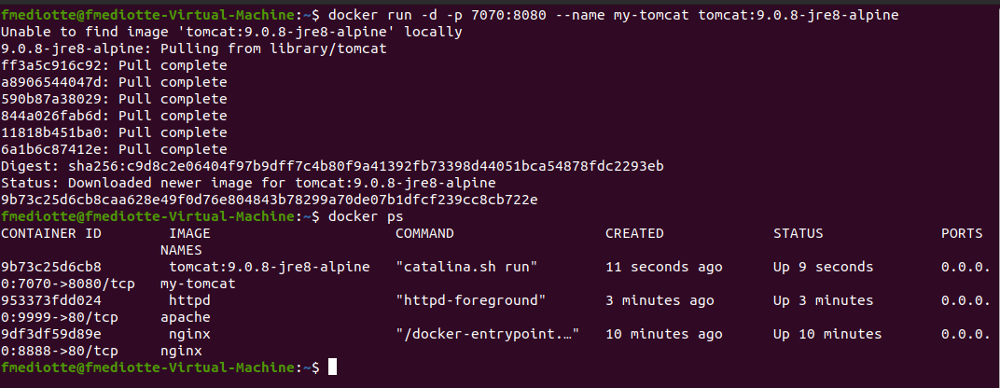 fmediotte@fmediotte-Virtual-Machine:~$ docker run -d -p 7070:8080 --name my-tomcat tomcat:9.0.8-jre8-alpine
Unable to find image 'tomcat:9.0.8-jre8-alpine' locally
9.0.8-jre8-alpine: Pulling from library/tomcat
ff3a5c916c92: Pull complete
a8906544047d: Pull complete
590b87a38029: Pull complete
844a026fab6d: Pull complete
11818b451ba0: Pull complete
6a1b6c87412e: Pull complete
Digest: sha256:c9d8c2e06404f97b9dff7c4b80f9a41392fb73398d44051bca54878fdc2293eb
Status: Downloaded newer image for tomcat:9.0.8-jre8-alpine
9b73c25d6cb8caa628e49f0d76e804843b78299a70de07b1dfcf239cc8cb722e
fmediotte@fmediotte-Virtual-Machine:~$ docker ps
CONTAINER ID        IMAGE                      COMMAND                  CREATED             STATUS              PORTS
                   NAMES
9b73c25d6cb8        tomcat:9.0.8-jre8-alpine   "catalina.sh run"        11 seconds ago      Up 9 seconds        0.0.0.
0:7070->8080/tcp   my-tomcat
953373fdd024        httpd                      "httpd-foreground"       3 minutes ago       Up 3 minutes        0.0.0.
0:9999->80/tcp     apache
9df3df59d89e        nginx                      "/docker-entrypoint.…"   10 minutes ago      Up 10 minutes       0.0.0.
0:8888->80/tcp     nginx
fmediotte@fmediotte-Virtual-Machine:~$